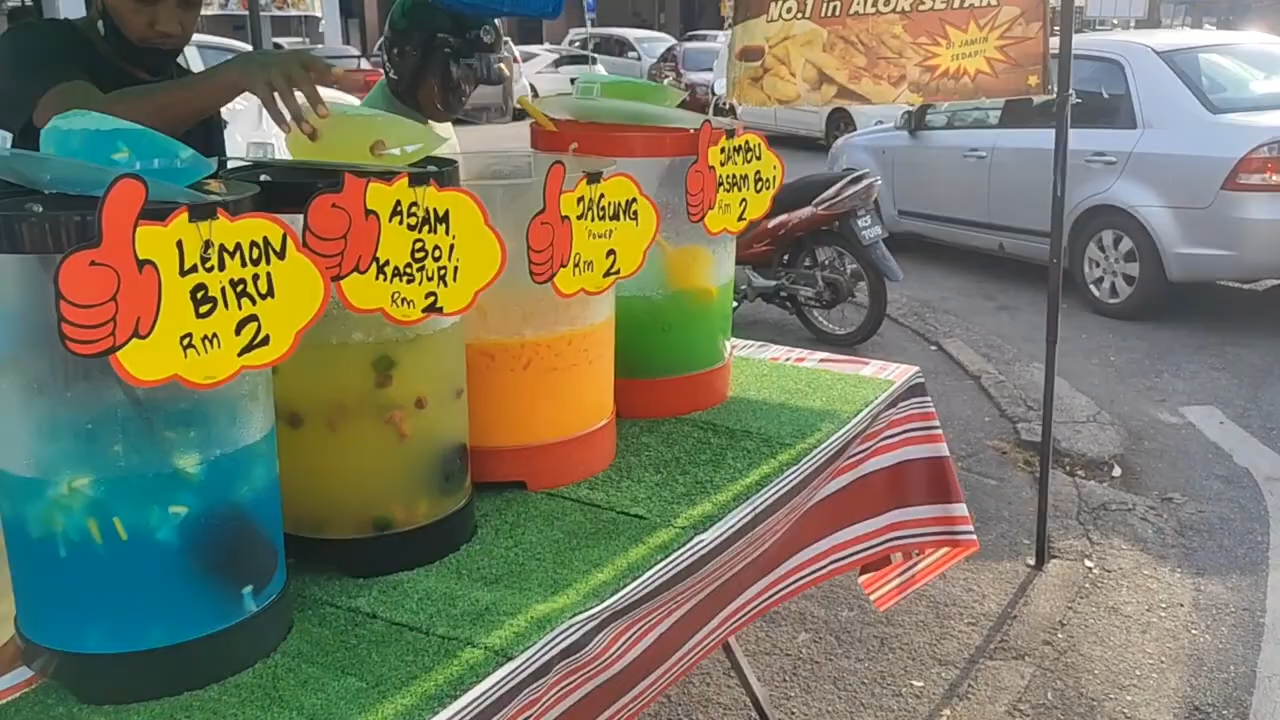 NO.1 in ALOR SETAR
DI JAMIN
SEDAP!!
LEMON
BIRU
Rm 2
ASAM
BOI
KASTURI
Rm 2
JAGUNG
"POWER"
Rm 2
JAMBU
ASAM BOI
Rm 2